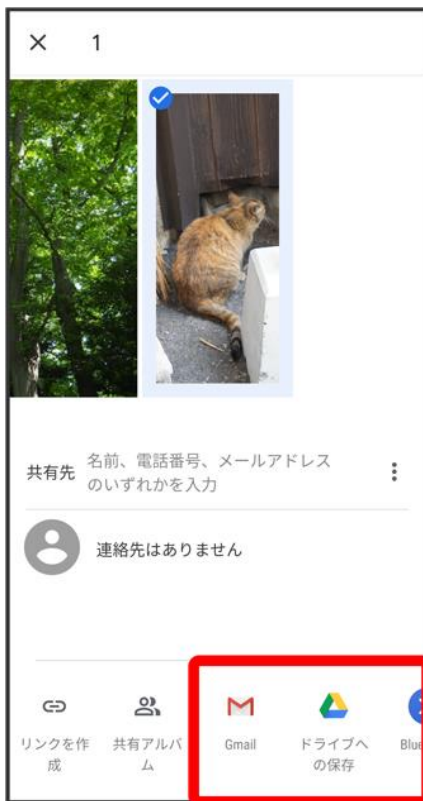 1
共有先
名前、電話番号、メールアドレス
のいずれかを入力
連絡先はありません
リンクを作
成
共有アルバ
ム
Gmail
ドライブへ
の保存
Blue